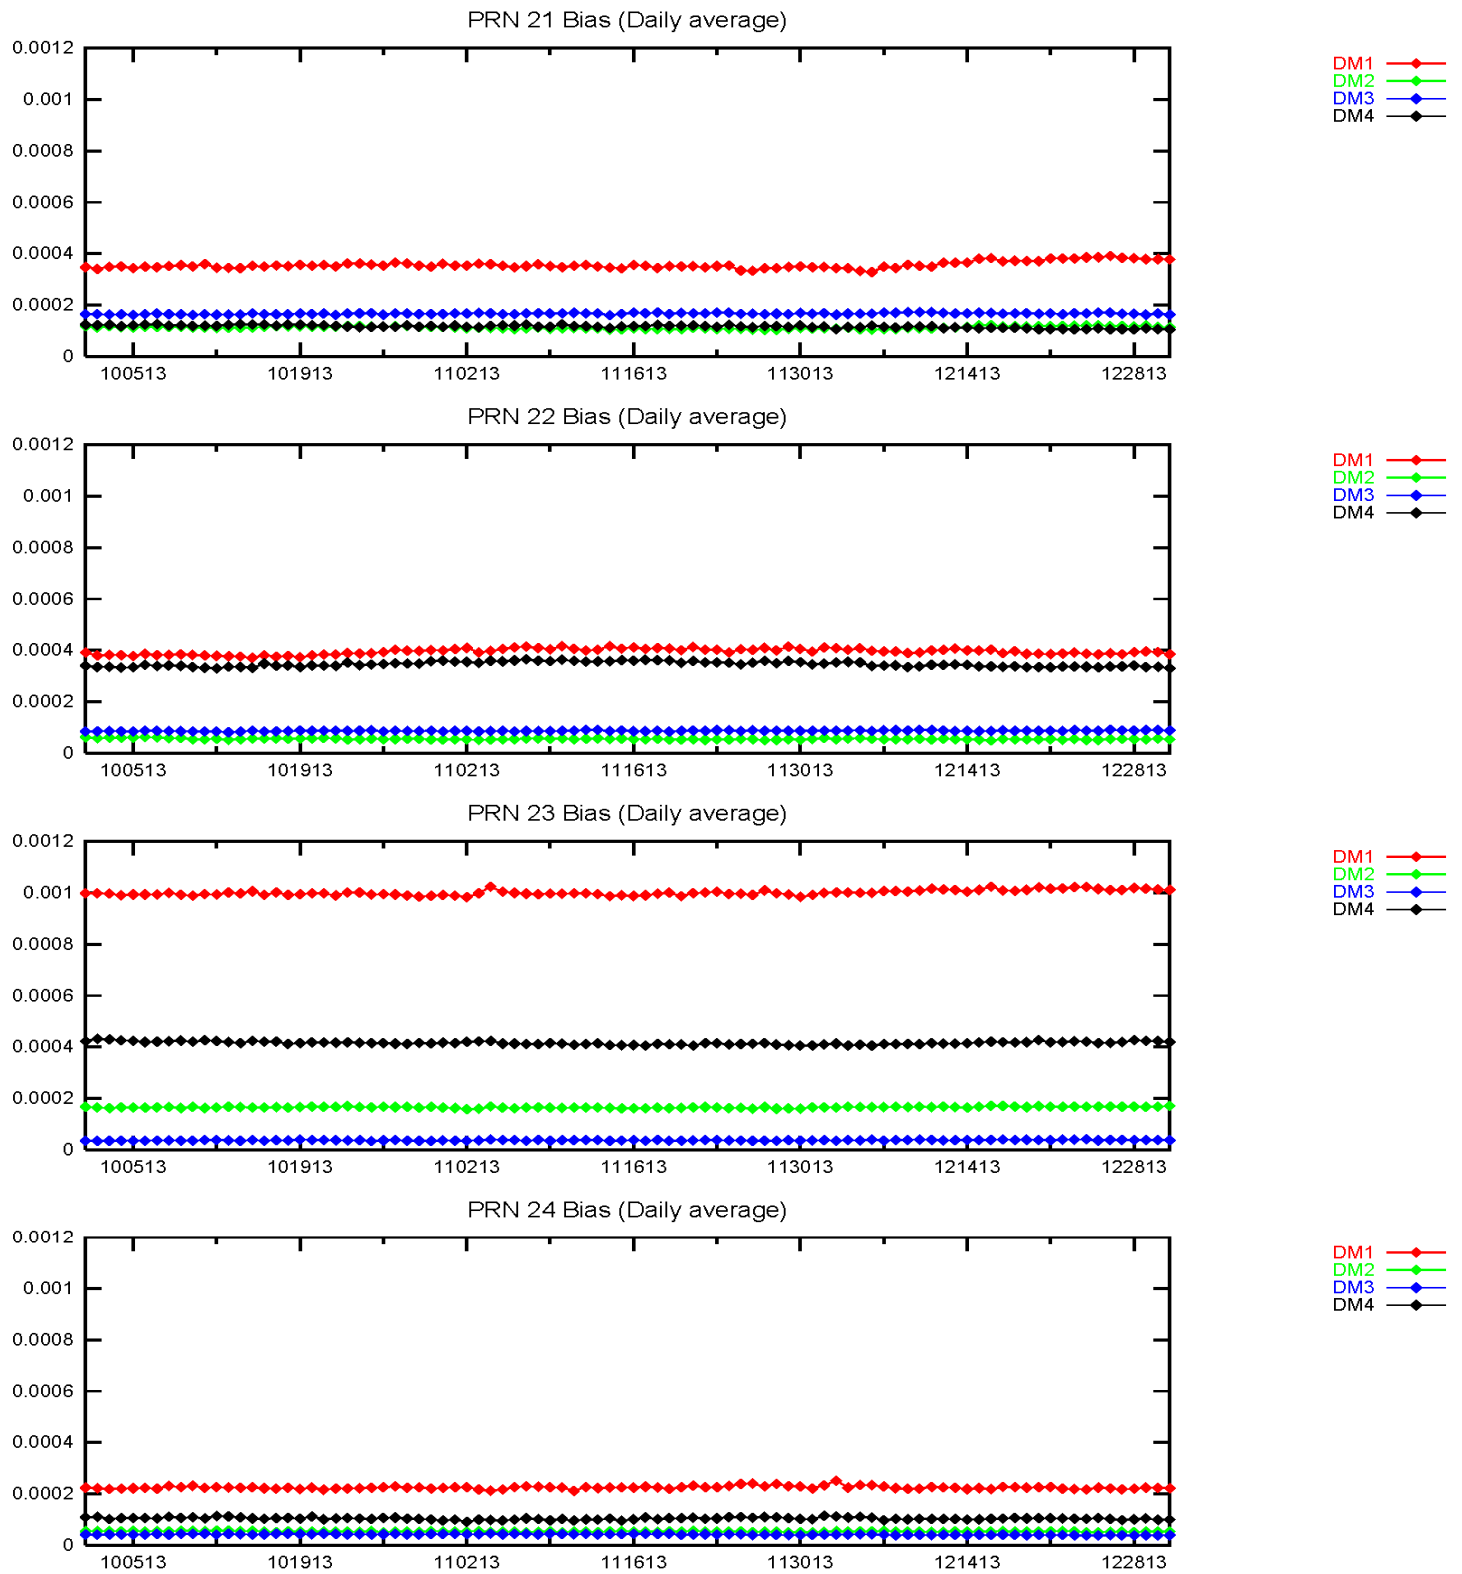 PRN 21 Bias (Daily average)
0.0012
0.001
0.0008
0.0006
0.0004
0.0002
0
100513 101913 110213 111613 113013 121413 122813
DM1
DM2
DM3
DM4
PRN 22 Bias (Daily average)
0.0012
0.001
0.0008
0.0006
0.0004
0.0002
0
100513 101913 110213 111613 113013 121413 122813
DM1
DM2
DM3
DM4
PRN 23 Bias (Daily average)
0.0012
0.001
0.0008
0.0006
0.0004
0.0002
0
100513 101913 110213 111613 113013 121413 122813
DM1
DM2
DM3
DM4
PRN 24 Bias (Daily average)
0.0012
0.001
0.0008
0.0006
0.0004
0.0002
0
100513 101913 110213 111613 113013 121413 122813
DM1
DM2
DM3
DM4